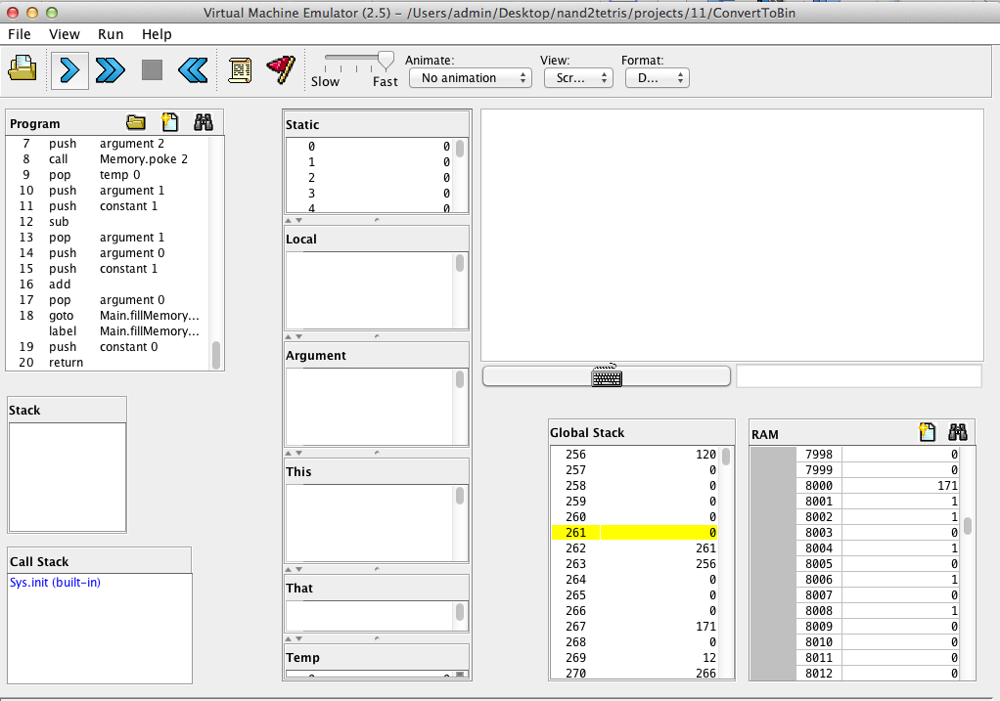 Virtual Machine Emulator (2.5) - /Users/admin/Desktop/nand2tetris/projects/11/ConvertToBin
File View Run Help
Slow Fast
Animate:
No animation
View:
Scr...
Format:
D...
Program
7 push argument 2
8 call Memory.poke 2
9 pop temp 0
10 push argument 1
11 push constant 1
12 sub
13 pop argument 1
14 push argument 0
15 push constant 1
16 add
17 pop argument 0
18 goto Main.fillMemory...
label Main.fillMemory...
19 push constant 0
20 return
Stack
Call Stack
Sys.init (built-in)
Static
0 0
1 0
2 0
3 0
4 0
Local
Argument
This
That
Temp
Global Stack
256 120
257 0
258 0
259 0
260 0
261 0
262 261
263 256
264 0
265 0
266 0
267 171
268 0
269 12
270 266
RAM
7998 0
7999 0
8000 171
8001 1
8002 1
8003 0
8004 1
8005 0
8006 1
8007 0
8008 1
8009 0
8010 0
8011 0
8012 0